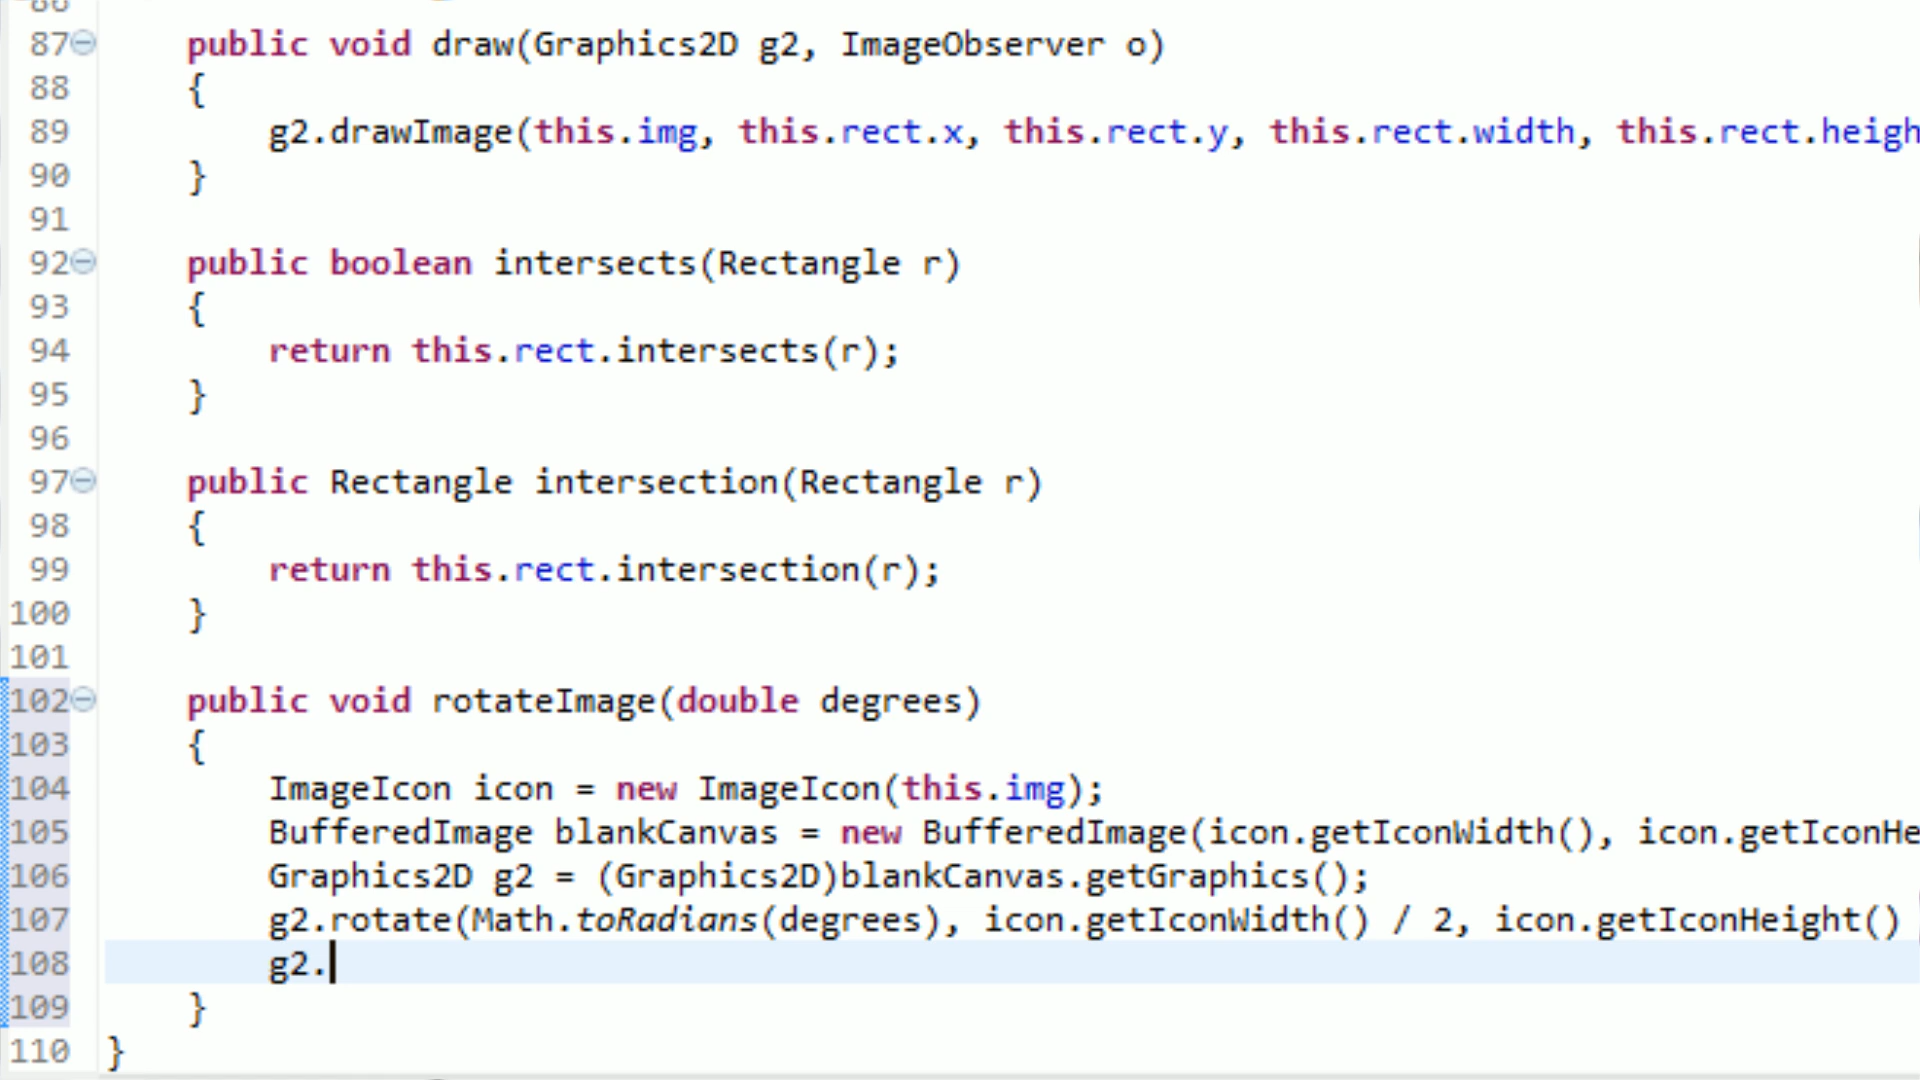 87 public void draw(Graphics2D g2, ImageObserver o)
88 {
89 g2.drawImage(this.img, this.rect.x, this.rect.y, this.rect.width, this.rect.heigh
90 }
91
92 public boolean intersects(Rectangle r)
93 {
94 return this.rect.intersects(r);
95 }
96
97 public Rectangle intersection(Rectangle r)
98 {
99 return this.rect.intersection(r);
100 }
101
102 public void rotateImage(double degrees)
103 {
104 ImageIcon icon = new ImageIcon(this.img);
105 BufferedImage blankCanvas = new BufferedImage(icon.getIconWidth(), icon.getIconHe
106 Graphics2D g2 = (Graphics2D)blankCanvas.getGraphics();
107 g2.rotate(Math.toRadians(degrees), icon.getIconWidth() / 2, icon.getIconHeight()
108 g2.
109 }
110 }